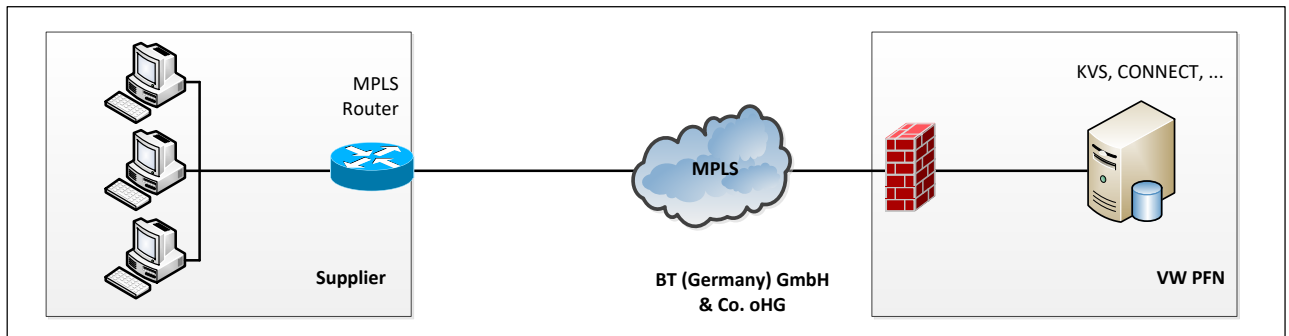 MPLS
Router
Supplier
MPLS
BT (Germany) GmbH
& Co. oHG
KVS, CONNECT, ...
VW PFN